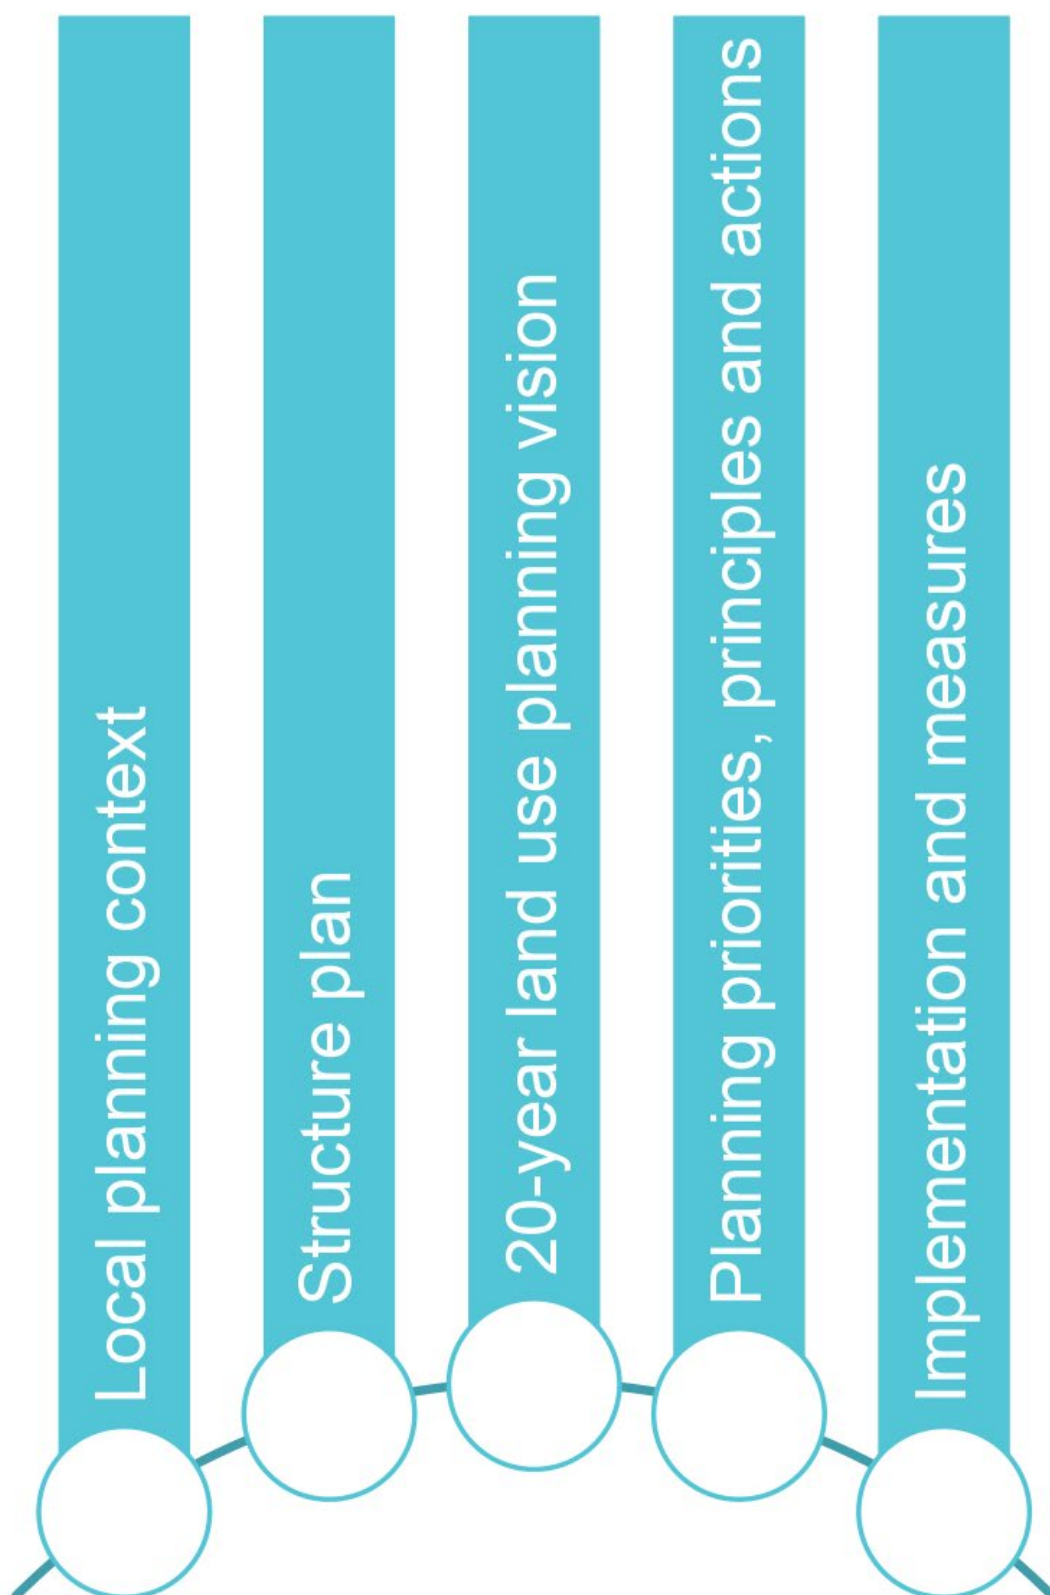 Local planning context
Structure plan
20-year land use planning vision
Planning priorities, principles and actions
Implementation and measures